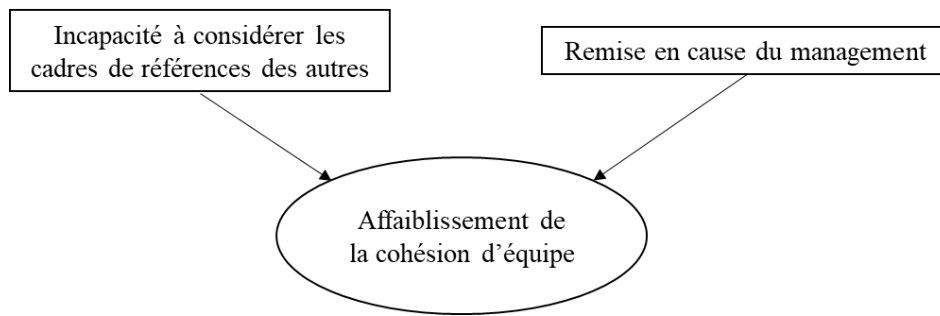 Incapacité à considérer les
cadres de références des autres
Remise en cause du management
Affaiblissement de
la cohésion d’équipe